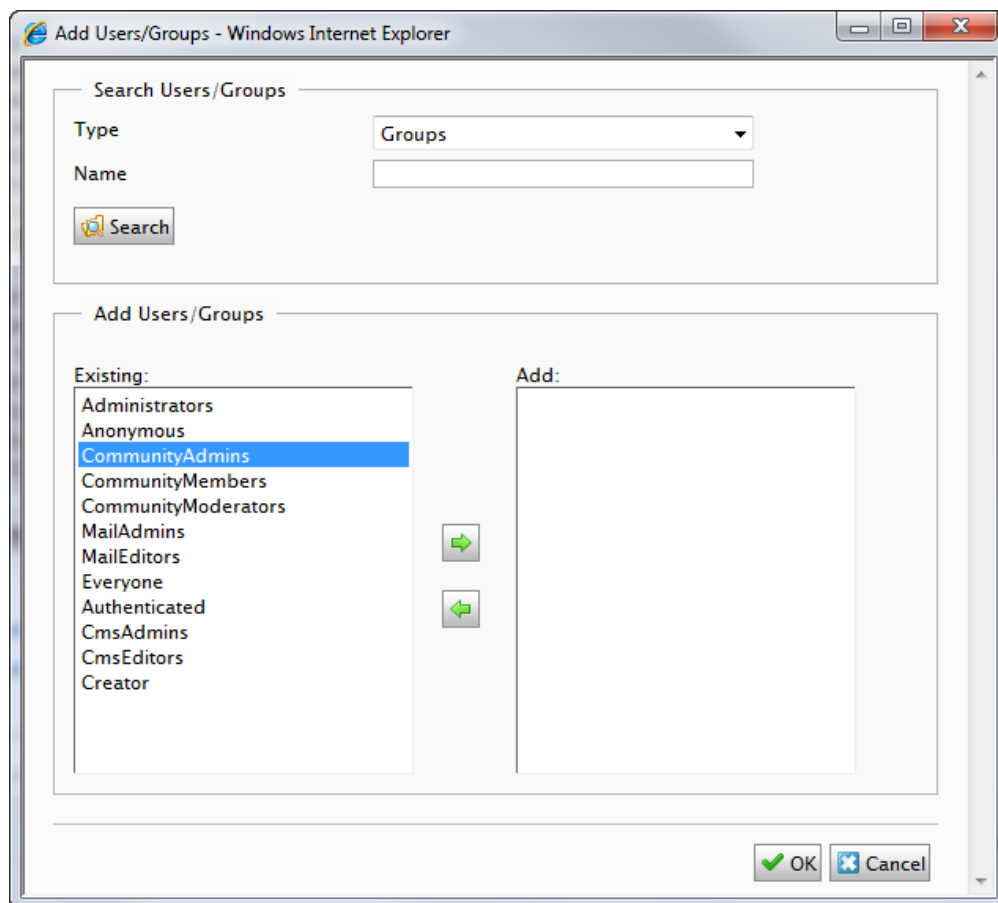 Add Users/Groups - Windows Internet Explorer
Search Users/Groups
Type
Groups
Name
Search
Add Users/Groups
Existing:
Add:
Administrators
Anonymous
CommunityAdmins
CommunityMembers
CommunityModerators
MailAdmins
MailEditors
Everyone
Authenticated
CmsAdmins
CmsEditors
Creator
OK
Cancel